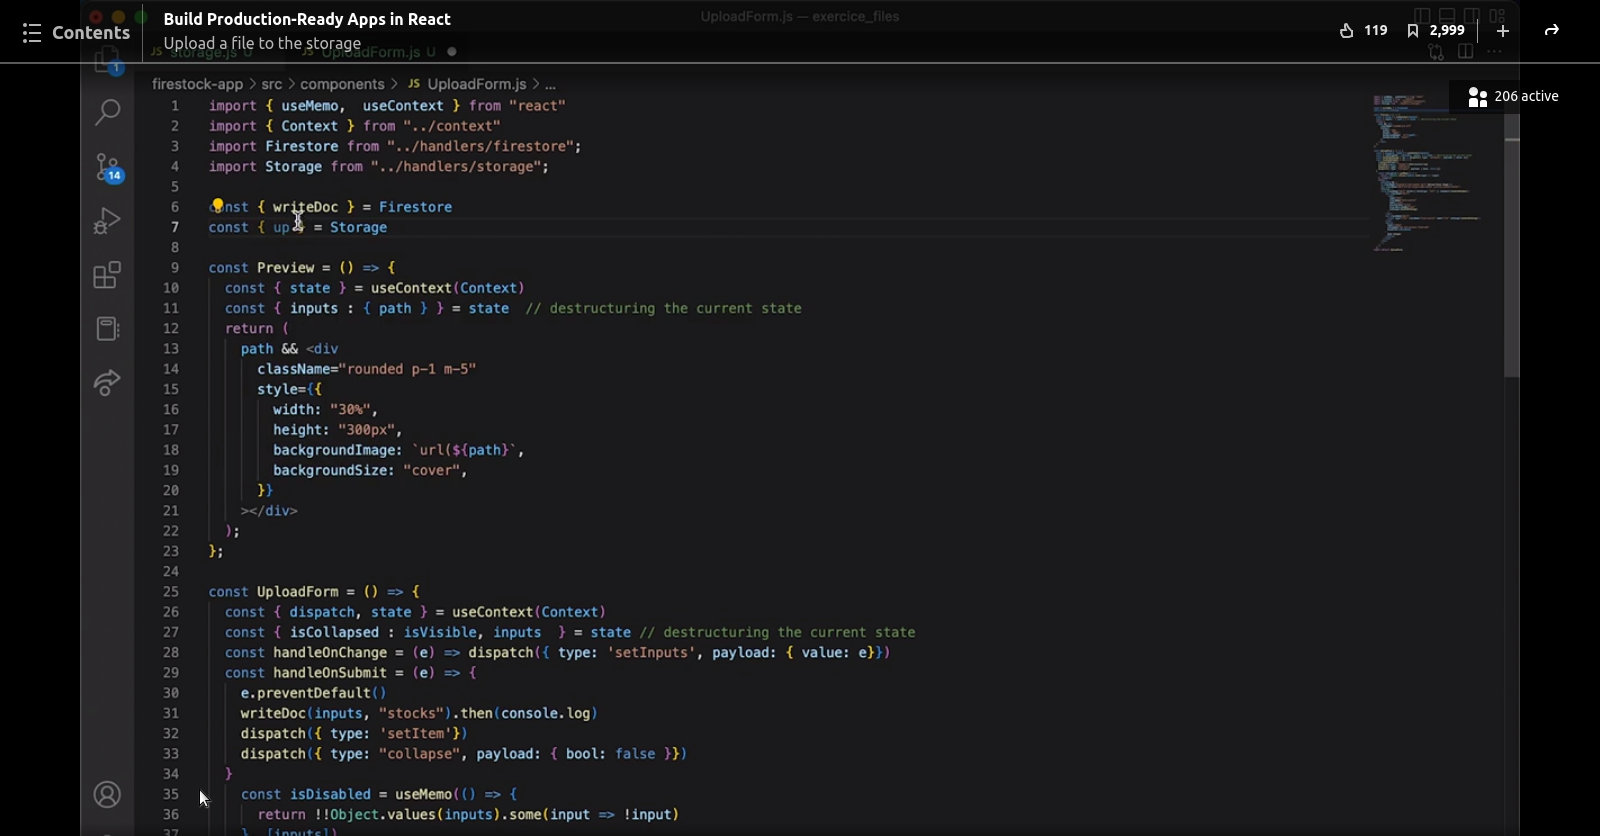 UploadForm.js — exercice_files
Contents
Build Production-Ready Apps in React
Upload a file to the storage
119
2,999
206 active
JS storage.js U
JS UploadForm.js U
firestock-app > src > components > JS UploadForm.js > ...
1
14
1 import { useMemo,  useContext } from "react"
2 import { Context } from "../context"
3 import Firestore from "../handlers/firestore";
4 import Storage from "../handlers/storage";
5
6 const { writeDoc } = Firestore
7 const { up } = Storage
8
9 const Preview = () => {
10   const { state } = useContext(Context)
11   const { inputs : { path } } = state  // destructuring the current state
12   return (
13     path && <div
14       className="rounded p-1 m-5"
15       style={{
16         width: "30%",
17         height: "300px",
18         backgroundImage: `url(${path}`,
19         backgroundSize: "cover",
20       }}
21     ></div>
22   );
23 };
24
25 const UploadForm = () => {
26   const { dispatch, state } = useContext(Context)
27   const { isCollapsed : isVisible, inputs  } = state // destructuring the current state
28   const handleOnChange = (e) => dispatch({ type: 'setInputs', payload: { value: e}})
29   const handleOnSubmit = (e) => {
30     e.preventDefault()
31     writeDoc(inputs, "stocks").then(console.log)
32     dispatch({ type: 'setItem'})
33     dispatch({ type: "collapse", payload: { bool: false }})
34   }
35     const isDisabled = useMemo(() => {
36       return !!Object.values(inputs).some(input => !input)
37     }, [inputs])